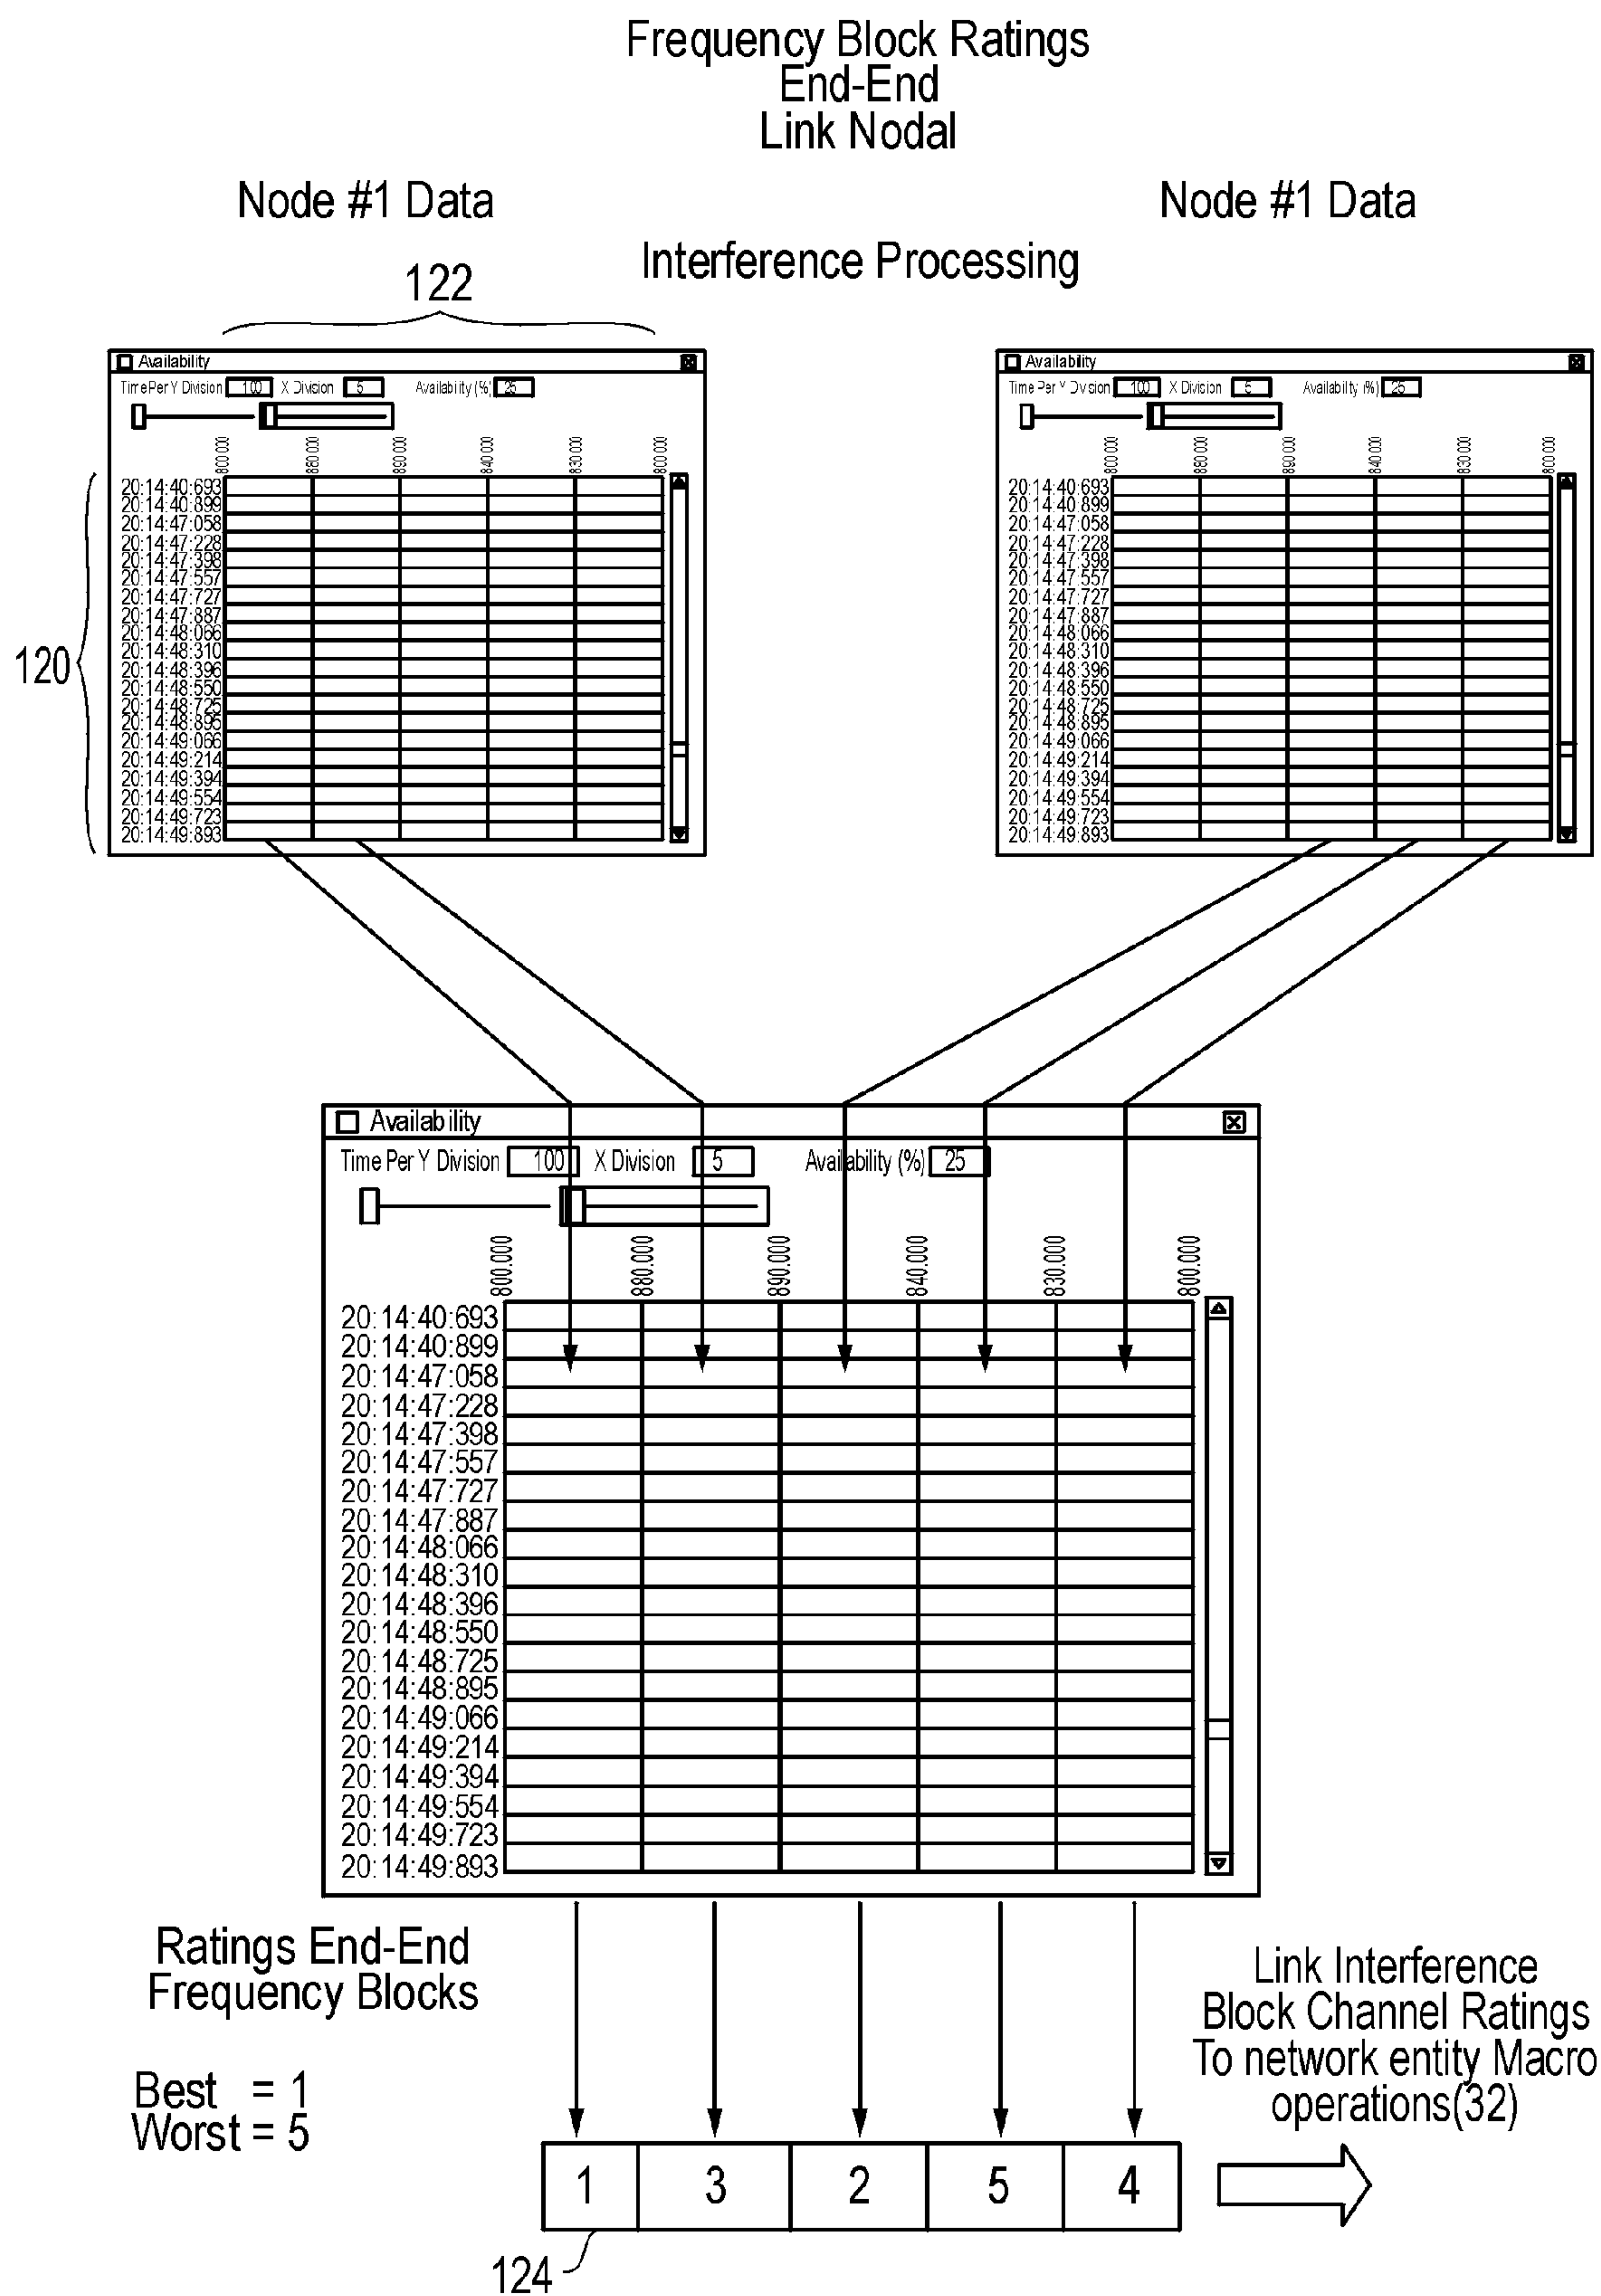 Frequency Block Ratings
End-End
Link Nodal
Node #1 Data
Node #1 Data
Interference Processing
122
Availability
Time Per Y Division 100 X Division 5 Availability (%) 25
800.000 880.000 890.000 840.000 830.000 800.000
20:14:40:693
20:14:40:899
20:14:47:058
20:14:47:228
20:14:47:398
20:14:47:557
20:14:47:727
20:14:47:887
20:14:48:066
20:14:48:310
20:14:48:396
20:14:48:550
20:14:48:725
20:14:48:895
20:14:49:066
20:14:49:214
20:14:49:394
20:14:49:554
20:14:49:723
20:14:49:893
120
Availability
Time Per Y Division 100 X Division 5 Availability (%) 25
800.000 880.000 890.000 840.000 830.000 800.000
20:14:40:693
20:14:40:899
20:14:47:058
20:14:47:228
20:14:47:398
20:14:47:557
20:14:47:727
20:14:47:887
20:14:48:066
20:14:48:310
20:14:48:396
20:14:48:550
20:14:48:725
20:14:48:895
20:14:49:066
20:14:49:214
20:14:49:394
20:14:49:554
20:14:49:723
20:14:49:893
Availability
Time Per Y Division 100 X Division 5 Availability (%) 25
800.000 880.000 890.000 840.000 830.000 800.000
20:14:40:693
20:14:40:899
20:14:47:058
20:14:47:228
20:14:47:398
20:14:47:557
20:14:47:727
20:14:47:887
20:14:48:066
20:14:48:310
20:14:48:396
20:14:48:550
20:14:48:725
20:14:48:895
20:14:49:066
20:14:49:214
20:14:49:394
20:14:49:554
20:14:49:723
20:14:49:893
Ratings End-End
Frequency Blocks
Best = 1
Worst = 5
Link Interference
Block Channel Ratings
To network entity Macro
operations(32)
1 3 2 5 4
124